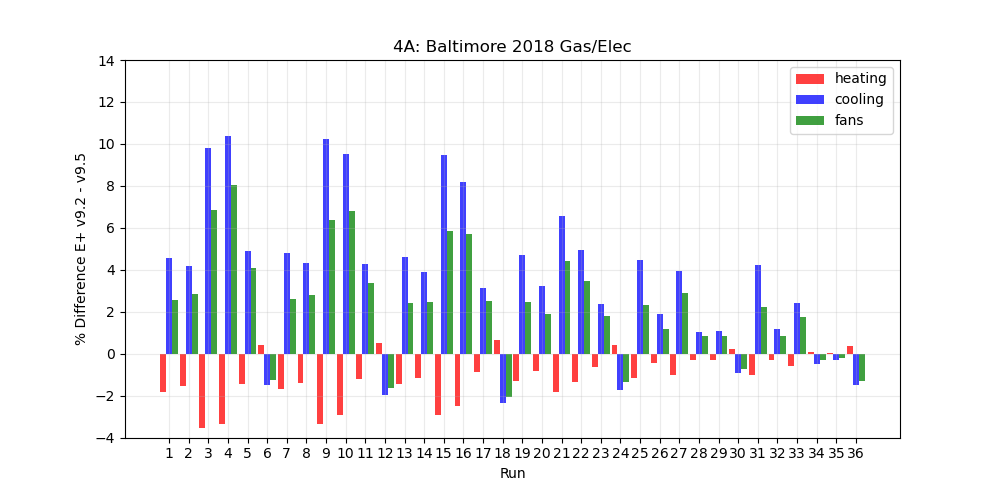 4A: Baltimore 2018 Gas/Elec
14
12
10
8
6
4
2
0
−2
−4
% Difference E+ v9.2 - v9.5
heating
cooling
fans
1 2 3 4 5 6 7 8 9 10 11 12 13 14 15 16 17 18 19 20 21 22 23 24 25 26 27 28 29 30 31 32 33 34 35 36
Run